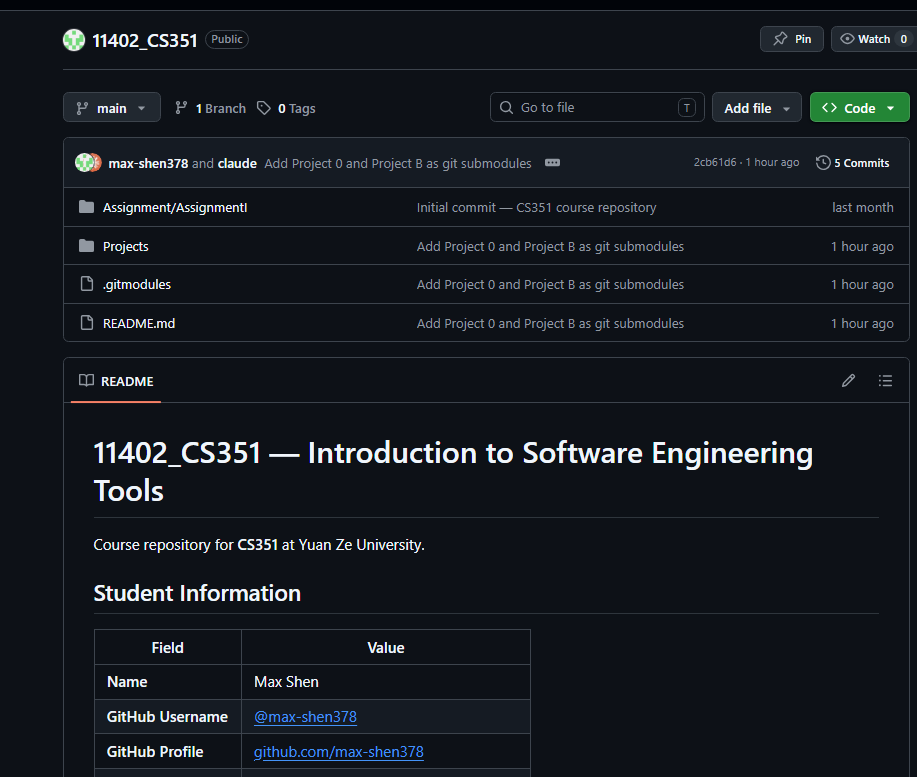 11402_CS351 Public Pin Watch 0
main 1 Branch 0 Tags Go to file T Add file Code
max-shen378 and claude Add Project 0 and Project B as git submodules 2cb61d6 · 1 hour ago 5 Commits
Assignment/AssignmentI Initial commit — CS351 course repository last month
Projects Add Project 0 and Project B as git submodules 1 hour ago
.gitmodules Add Project 0 and Project B as git submodules 1 hour ago
README.md Add Project 0 and Project B as git submodules 1 hour ago
README
11402_CS351 — Introduction to Software Engineering
Tools
Course repository for CS351 at Yuan Ze University.
Student Information
Field Value
Name Max Shen
GitHub Username @max-shen378
GitHub Profile github.com/max-shen378